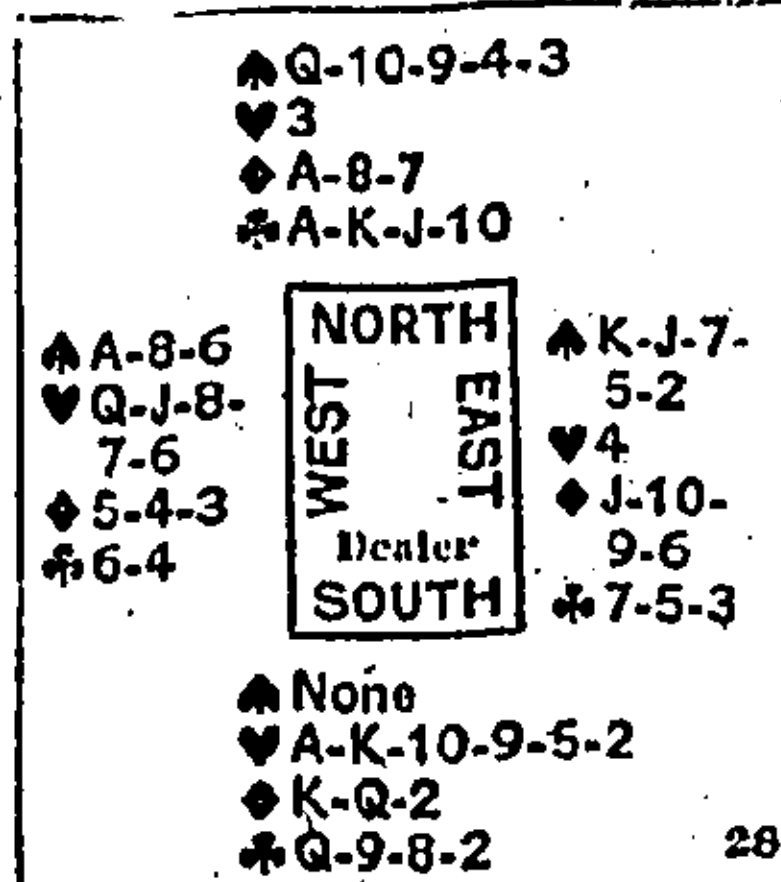 ♠ Q-10-9-4-3
♥ 3
♦ A-8-7
♣ A-K-J-10
NORTH
♠ A-8-6
♥ Q-J-8-
7-6
♦ 5-4-3
♣ 6-4
WEST
EAST
♠ K-J-7-
5-2
♥ 4
♦ J-10-
9-6
♣ 7-5-3
Dealer
SOUTH
♠ None
♥ A-K-10-9-5-2
♦ K-Q-2
♣ Q-9-8-2
28